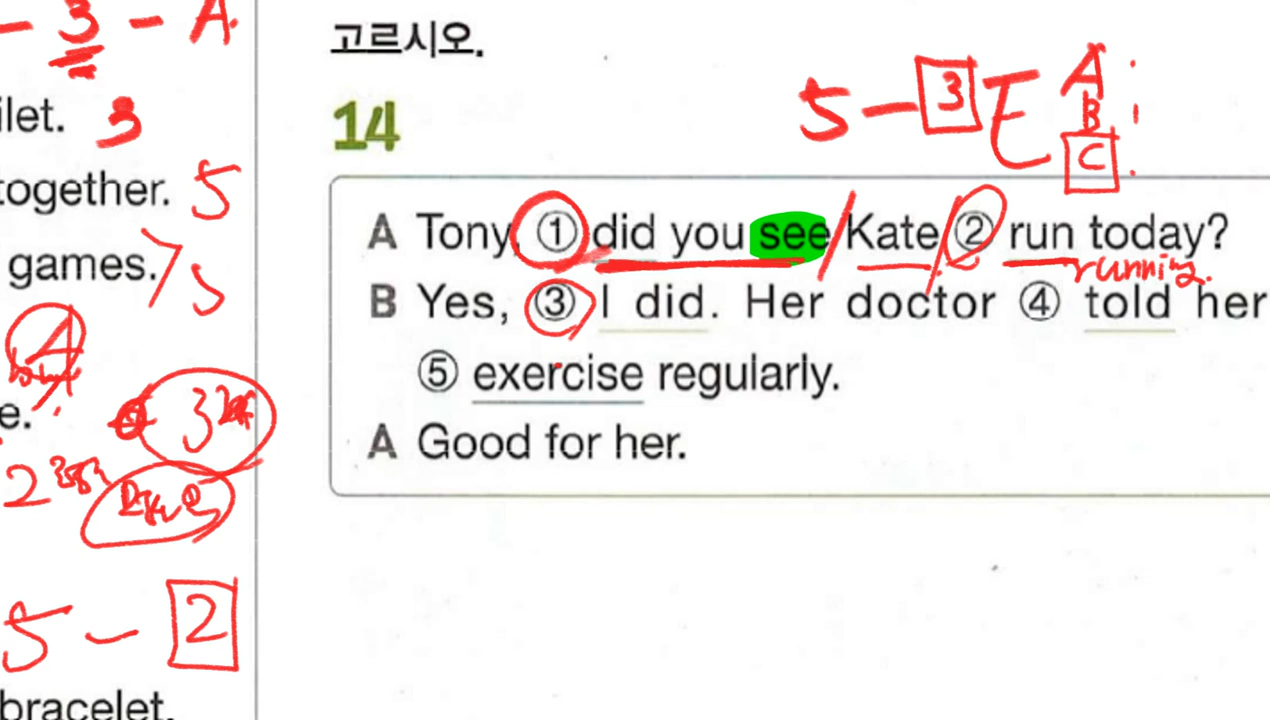 - 3 - A.
ilet. 3
together. 5
games. 5
A
e. 3
2
5 - 2
bracelet.
고르시오.
14
5 - 3 A
B
C
A Tony, ① did you see Kate ② run today?
running.
B Yes, ③ I did. Her doctor ④ told her
⑤ exercise regularly.
A Good for her.